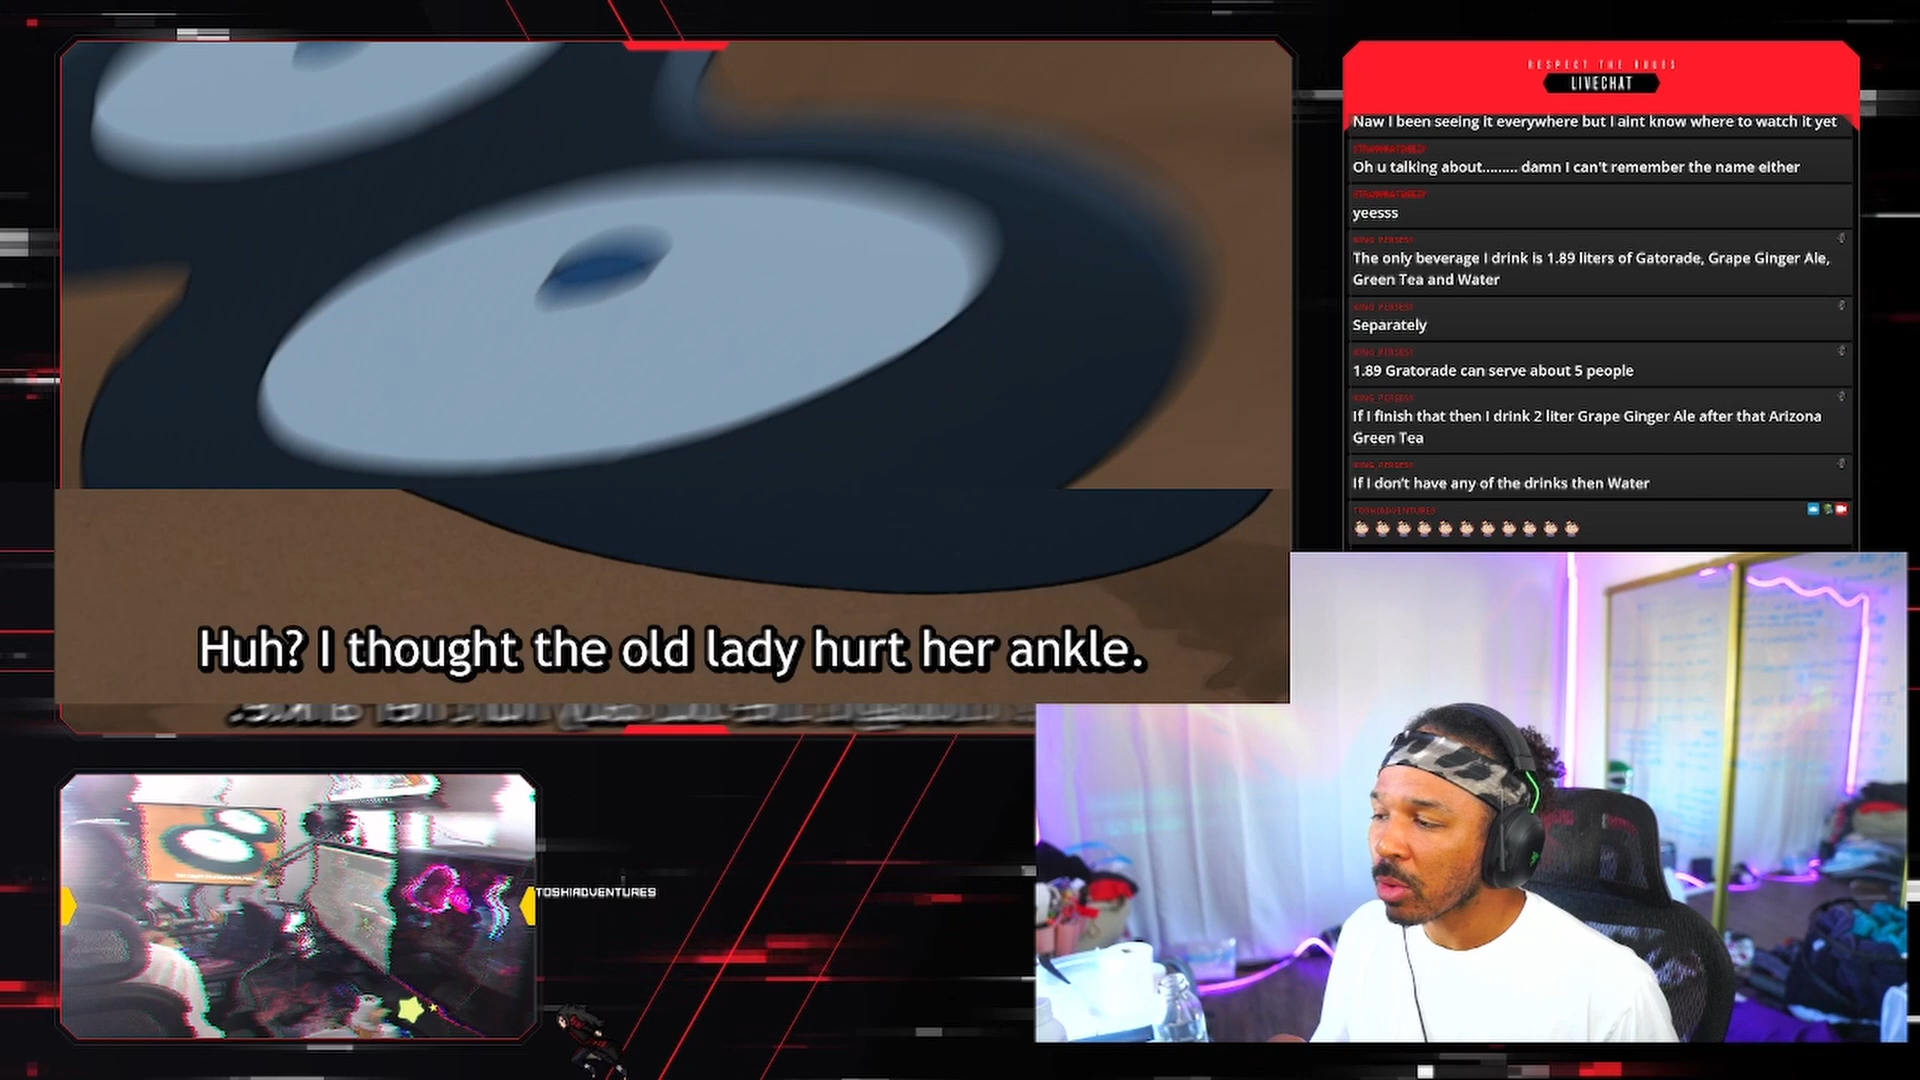 Huh? I thought the old lady hurt her ankle.
RESPECT THE RULES
LIVECHAT
Naw I been seeing it everywhere but I aint know where to watch it yet
Oh u talking about......... damn I can't remember the name either
yeesss
The only beverage I drink is 1.89 liters of Gatorade, Grape Ginger Ale,
Green Tea and Water
Separately
1.89 Gratorade can serve about 5 people
If I finish that then I drink 2 liter Grape Ginger Ale after that Arizona
Green Tea
If I don't have any of the drinks then Water
TOSHIADVENTURES
TOSHIADVENTURES